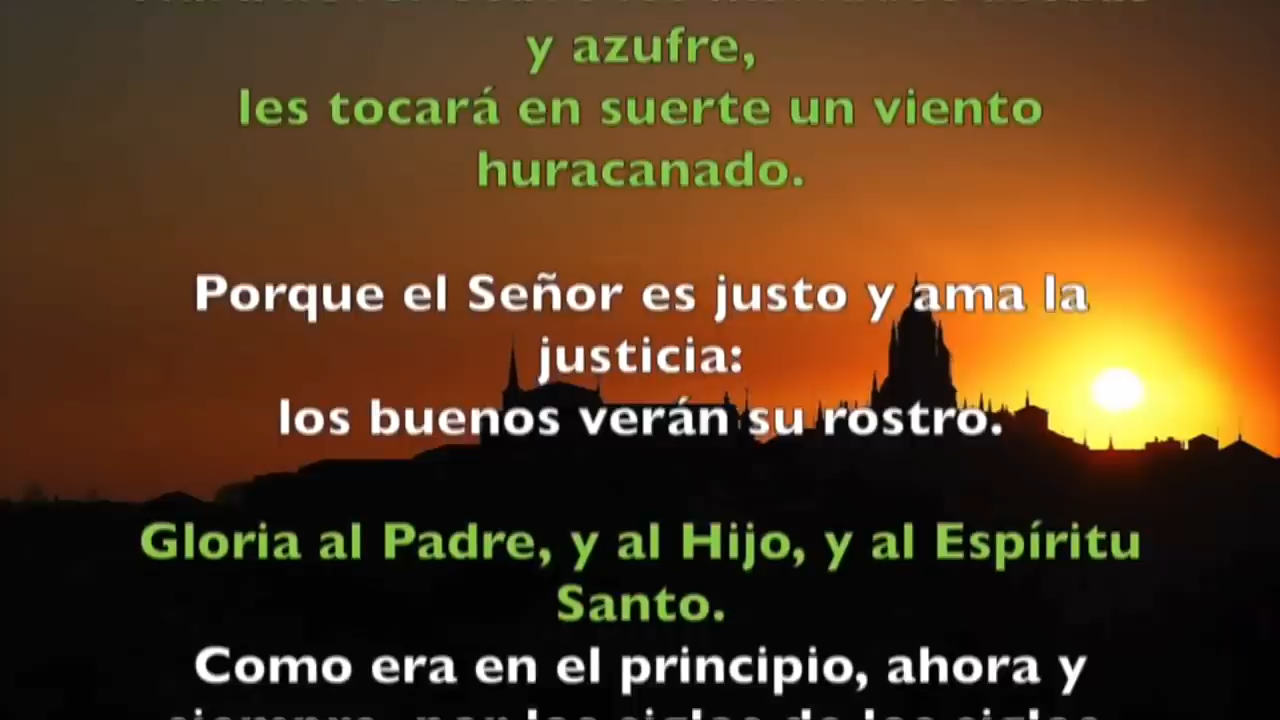 y azufre,
les tocará en suerte un viento
huracanado.
Porque el Señor es justo y ama la
justicia:
los buenos verán su rostro.
Gloria al Padre, y al Hijo, y al Espíritu
Santo.
Como era en el principio, ahora y